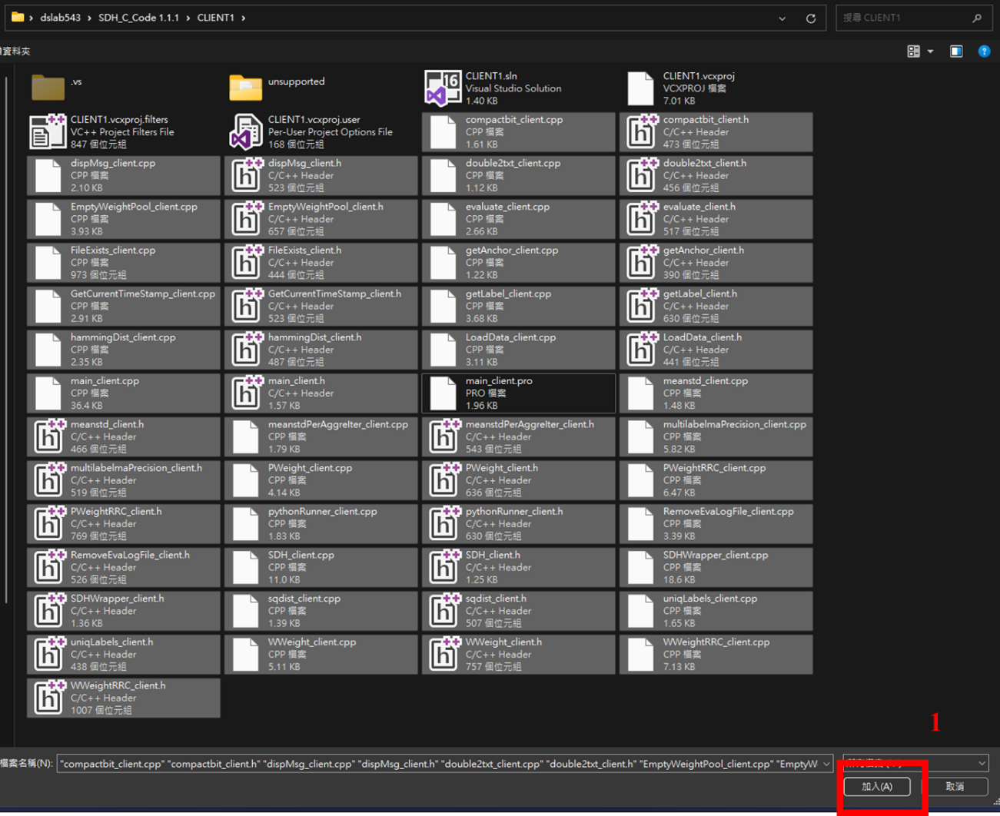 dslab543 › SDH_C_Code 1.1.1 › CLIENT1 ›
搜尋 CLIENT1
資料夾
.vs
unsupported
CLIENT1.sln
Visual Studio Solution
1.40 KB
CLIENT1.vcxproj
VCXPROJ 檔案
7.01 KB
CLIENT1.vcxproj.filters
VC++ Project Filters File
847 個位元組
CLIENT1.vcxproj.user
Per-User Project Options File
168 個位元組
compactbit_client.cpp
CPP 檔案
1.61 KB
compactbit_client.h
C/C++ Header
473 個位元組
dispMsg_client.cpp
CPP 檔案
2.10 KB
dispMsg_client.h
C/C++ Header
523 個位元組
double2txt_client.cpp
CPP 檔案
1.12 KB
double2txt_client.h
C/C++ Header
456 個位元組
EmptyWeightPool_client.cpp
CPP 檔案
3.93 KB
EmptyWeightPool_client.h
C/C++ Header
657 個位元組
evaluate_client.cpp
CPP 檔案
2.66 KB
evaluate_client.h
C/C++ Header
517 個位元組
FileExists_client.cpp
CPP 檔案
973 個位元組
FileExists_client.h
C/C++ Header
444 個位元組
getAnchor_client.cpp
CPP 檔案
1.22 KB
getAnchor_client.h
C/C++ Header
390 個位元組
GetCurrentTimeStamp_client.cpp
CPP 檔案
2.91 KB
GetCurrentTimeStamp_client.h
C/C++ Header
523 個位元組
getLabel_client.cpp
CPP 檔案
3.68 KB
getLabel_client.h
C/C++ Header
630 個位元組
hammingDist_client.cpp
CPP 檔案
2.35 KB
hammingDist_client.h
C/C++ Header
487 個位元組
LoadData_client.cpp
CPP 檔案
3.11 KB
LoadData_client.h
C/C++ Header
441 個位元組
main_client.cpp
CPP 檔案
36.4 KB
main_client.h
C/C++ Header
1.57 KB
main_client.pro
PRO 檔案
1.96 KB
meanstd_client.cpp
CPP 檔案
1.48 KB
meanstd_client.h
C/C++ Header
466 個位元組
meanstdPerAggreIter_client.cpp
CPP 檔案
1.79 KB
meanstdPerAggreIter_client.h
C/C++ Header
543 個位元組
multilabelmaPrecision_client.cpp
CPP 檔案
5.82 KB
multilabelmaPrecision_client.h
C/C++ Header
519 個位元組
PWeight_client.cpp
CPP 檔案
4.14 KB
PWeight_client.h
C/C++ Header
636 個位元組
PWeightRRC_client.cpp
CPP 檔案
6.47 KB
PWeightRRC_client.h
C/C++ Header
769 個位元組
pythonRunner_client.cpp
CPP 檔案
1.83 KB
pythonRunner_client.h
C/C++ Header
630 個位元組
RemoveEvaLogFile_client.cpp
CPP 檔案
3.39 KB
RemoveEvaLogFile_client.h
C/C++ Header
526 個位元組
SDH_client.cpp
CPP 檔案
11.0 KB
SDH_client.h
C/C++ Header
1.25 KB
SDHWrapper_client.cpp
CPP 檔案
18.6 KB
SDHWrapper_client.h
C/C++ Header
1.36 KB
sqdist_client.cpp
CPP 檔案
1.39 KB
sqdist_client.h
C/C++ Header
507 個位元組
uniqLabels_client.cpp
CPP 檔案
1.65 KB
uniqLabels_client.h
C/C++ Header
438 個位元組
WWeight_client.cpp
CPP 檔案
5.11 KB
WWeight_client.h
C/C++ Header
757 個位元組
WWeightRRC_client.cpp
CPP 檔案
7.13 KB
WWeightRRC_client.h
C/C++ Header
1007 個位元組
1
檔案名稱(N): "compactbit_client.cpp" "compactbit_client.h" "dispMsg_client.cpp" "dispMsg_client.h" "double2txt_client.cpp" "double2txt_client.h" "EmptyWeightPool_client.cpp" "EmptyW
加入(A)
取消